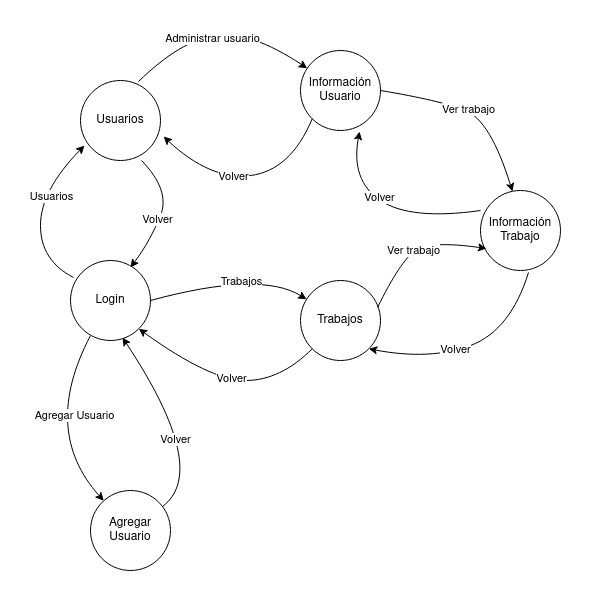 Administrar usuario
Información
Usuario
Usuarios
Ver trabajo
Volver
Usuarios
Volver
Volver
Información
Trabajo
Ver trabajo
Login
Trabajos
Trabajos
Volver
Volver
Agregar Usuario
Volver
Agregar
Usuario